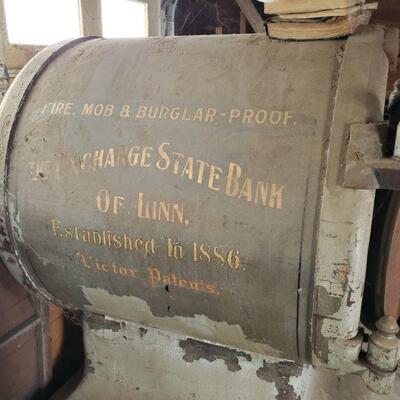 FIRE, MOB & BURGLAR-PROOF.
THE EXCHANGE STATE BANK
OF LINN,
Established In 1886.
Victor Patents.